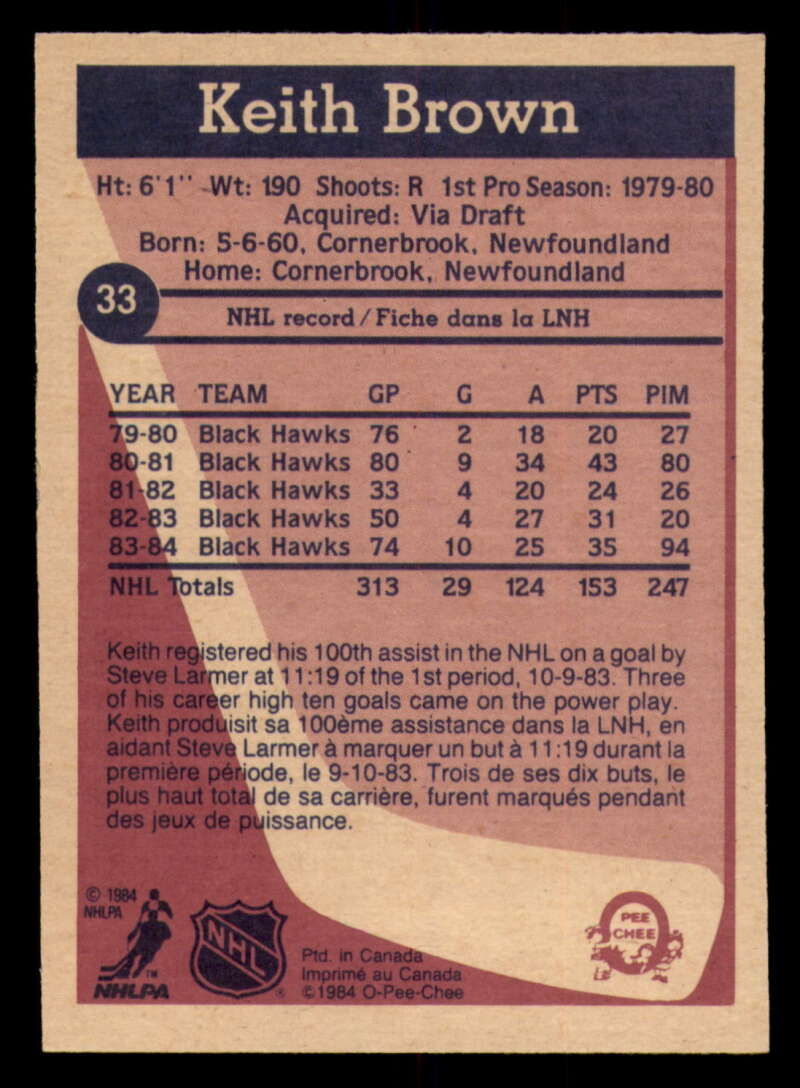 Keith Brown
Ht: 6'1" Wt: 190 Shoots: R 1st Pro Season: 1979-80
Acquired: Via Draft
Born: 5-6-60, Cornerbrook, Newfoundland
Home: Cornerbrook, Newfoundland
33
NHL record/Fiche dans la LNH
YEAR TEAM GP G A PTS PIM
79-80 Black Hawks 76 2 18 20 27
80-81 Black Hawks 80 9 34 43 80
81-82 Black Hawks 33 4 20 24 26
82-83 Black Hawks 50 4 27 31 20
83-84 Black Hawks 74 10 25 35 94
NHL Totals 313 29 124 153 247
Keith registered his 100th assist in the NHL on a goal by
Steve Larmer at 11:19 of the 1st period, 10-9-83. Three
of his career high ten goals came on the power play.
Keith produisit sa 100ème assistance dans la LNH, en
aidant Steve Larmer à marquer un but à 11:19 durant la
première période, le 9-10-83. Trois de ses dix buts, le
plus haut total de sa carrière, furent marqués pendant
des jeux de puissance.
© 1984
NHLPA
TM
NHLPA
NHL
®
Ptd. in Canada
Imprimé au Canada
©1984 O-Pee-Chee
PEE
CHEE